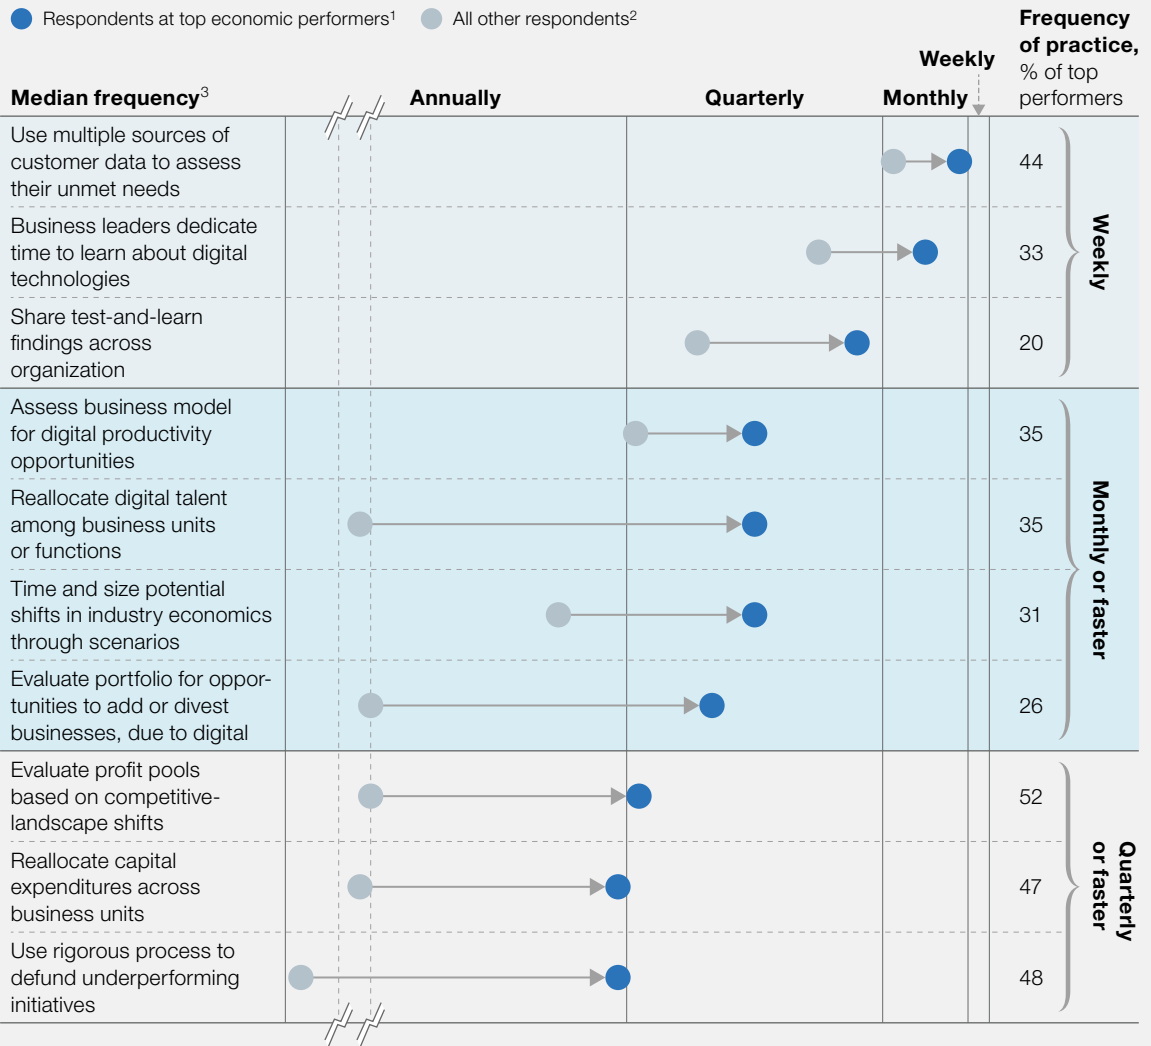 Respondents at top economic performers¹ All other respondents²
Frequency
of practice,
% of top
performers
Weekly
Median frequency³ Annually Quarterly Monthly
Use multiple sources of
customer data to assess
their unmet needs
44
Business leaders dedicate
time to learn about digital
technologies
33
Share test-and-learn
findings across
organization
20
Weekly
Assess business model
for digital productivity
opportunities
35
Reallocate digital talent
among business units
or functions
35
Time and size potential
shifts in industry economics
through scenarios
31
Evaluate portfolio for oppor-
tunities to add or divest
businesses, due to digital
26
Monthly or faster
Evaluate profit pools
based on competitive-
landscape shifts
52
Reallocate capital
expenditures across
business units
47
Use rigorous process to
defund underperforming
initiatives
48
Quarterly
or faster